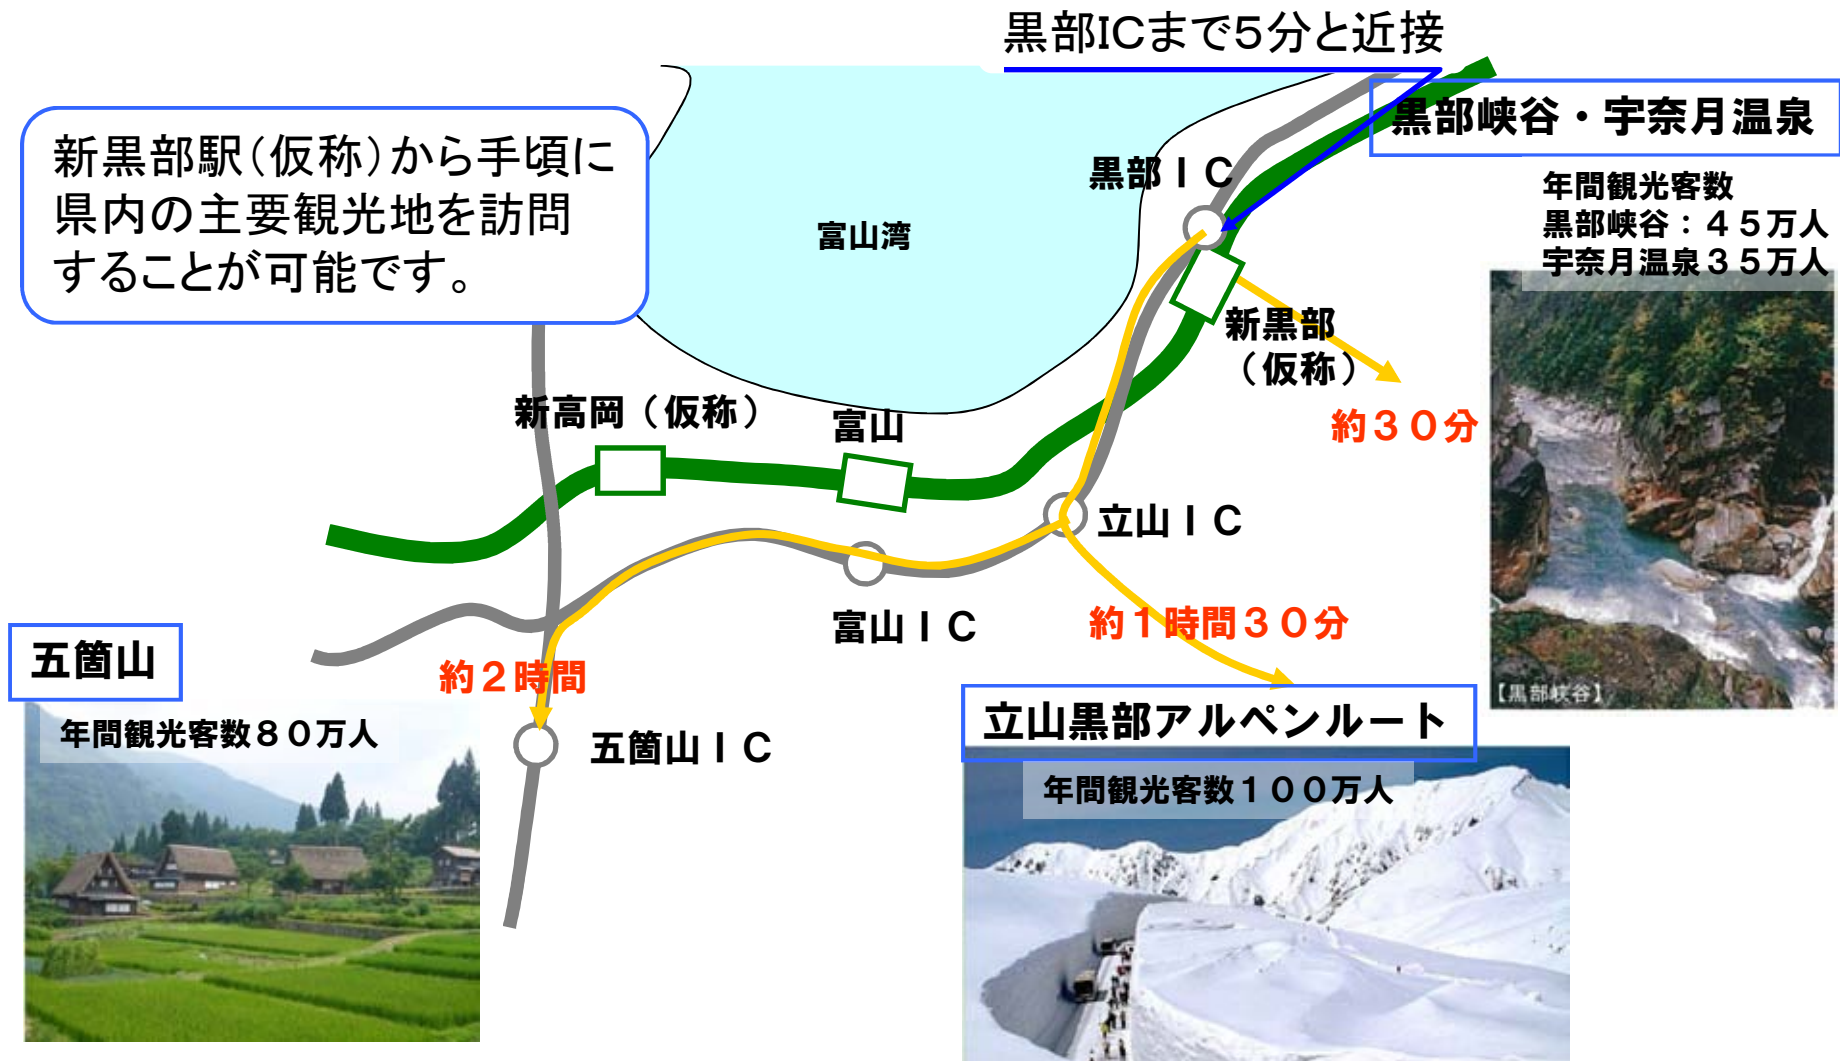 黒部ICまで５分と近接
新黒部駅（仮称）から手頃に
県内の主要観光地を訪問
することが可能です。
黒部峡谷・宇奈月温泉
年間観光客数
黒部峡谷：４５万人
宇奈月温泉３５万人
黒部ＩＣ
富山湾
新黒部
（仮称）
約３０分
【黒部峡谷】
新高岡（仮称）
富山
立山ＩＣ
富山ＩＣ
約１時間３０分
五箇山
約２時間
年間観光客数８０万人
五箇山ＩＣ
立山黒部アルペンルート
年間観光客数１００万人